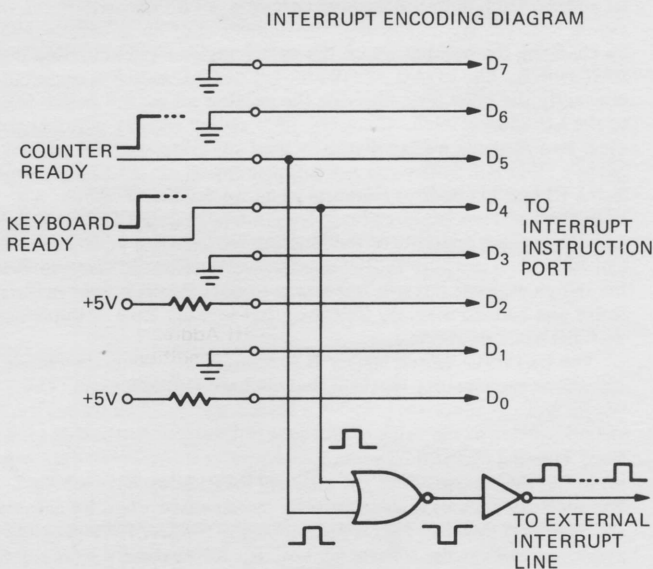 INTERRUPT ENCODING DIAGRAM
D7
D6
COUNTER
READY
D5
KEYBOARD
READY
D4
TO
INTERRUPT
INSTRUCTION
PORT
D3
+5V
D2
D1
+5V
D0
TO EXTERNAL
INTERRUPT
LINE